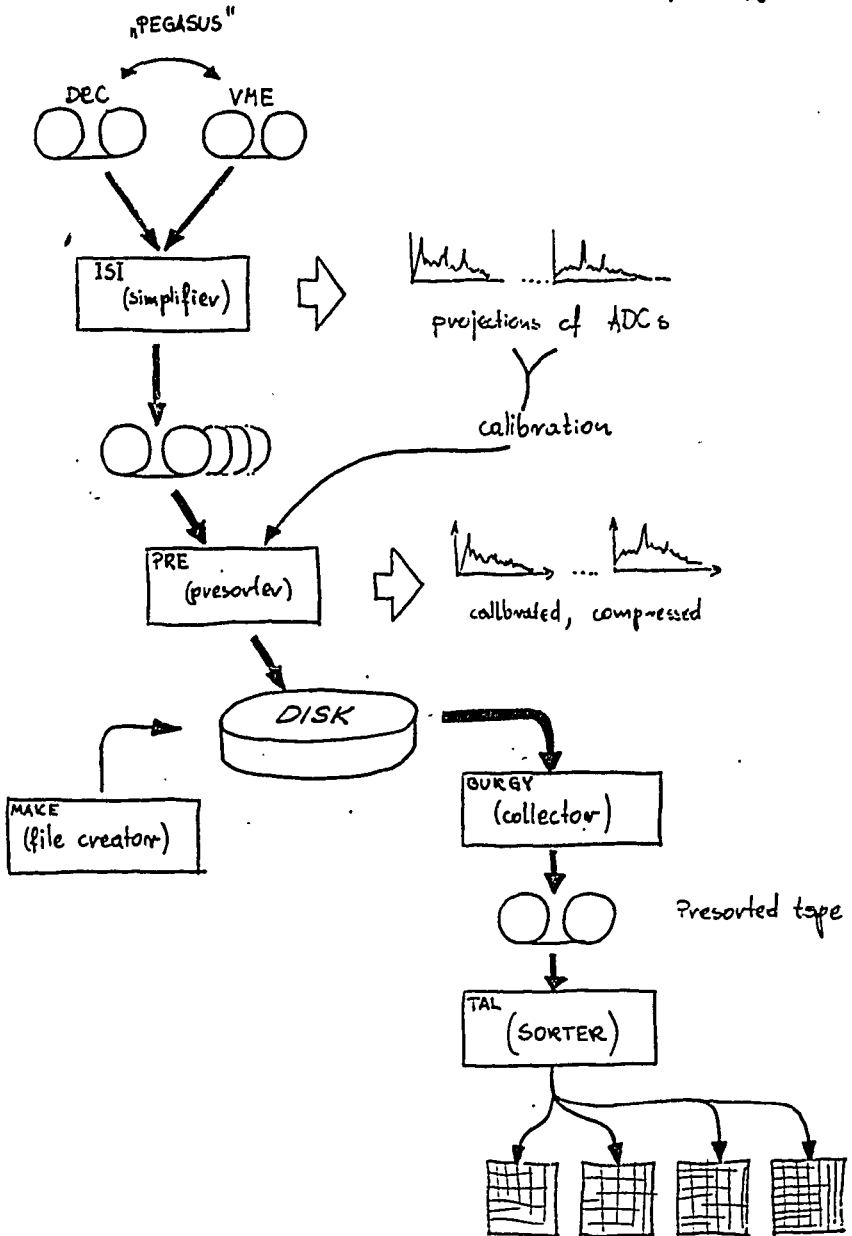 „PEGASUS"
DEC
VME
ISI
(simplifier)
projections of ADCs
calibration
PRE
(presorter)
calibrated, compressed
DISK
MAKE
(file creator)
BURGY
(collector)
Presorted tape
TAL
(SORTER)